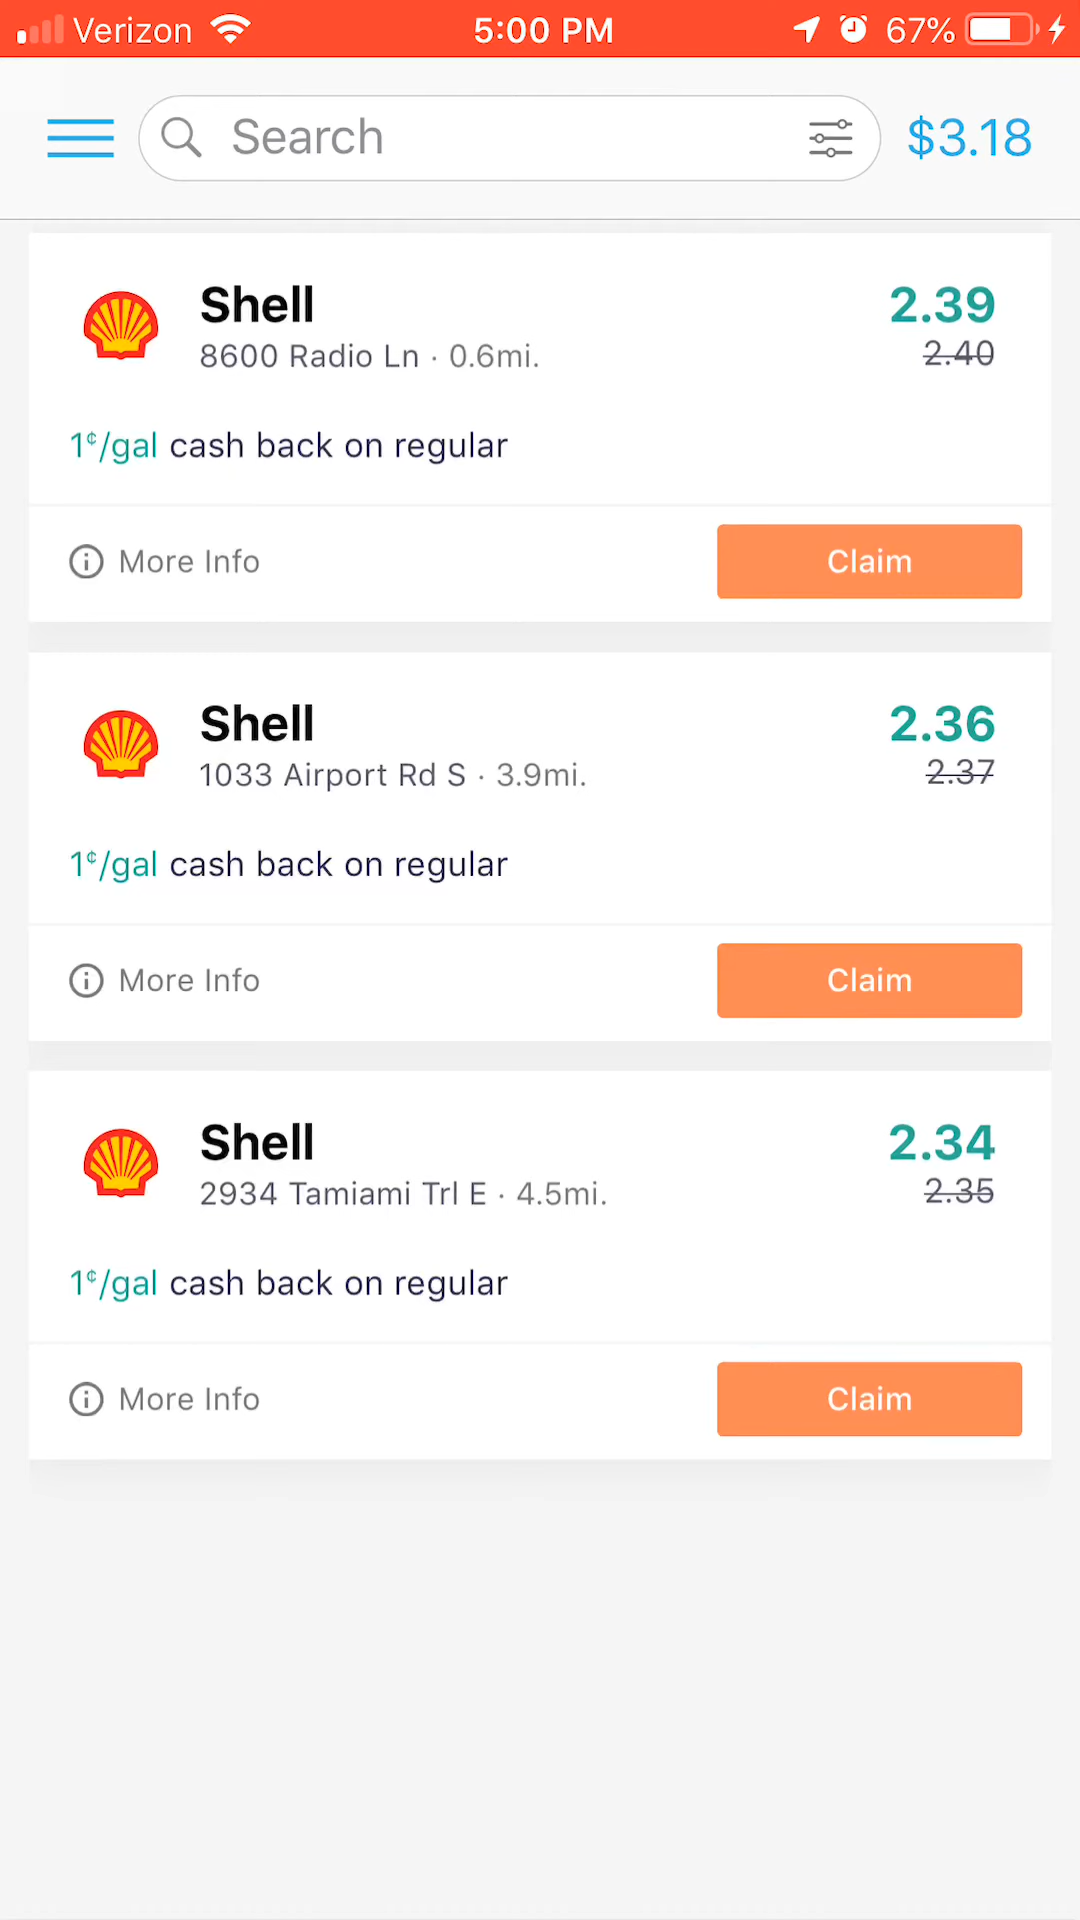 Verizon 5:00 PM 67%
Search $3.18
Shell 2.39
8600 Radio Ln · 0.6mi. 2.40
1¢/gal cash back on regular
More Info Claim
Shell 2.36
1033 Airport Rd S · 3.9mi. 2.37
1¢/gal cash back on regular
More Info Claim
Shell 2.34
2934 Tamiami Trl E · 4.5mi. 2.35
1¢/gal cash back on regular
More Info Claim